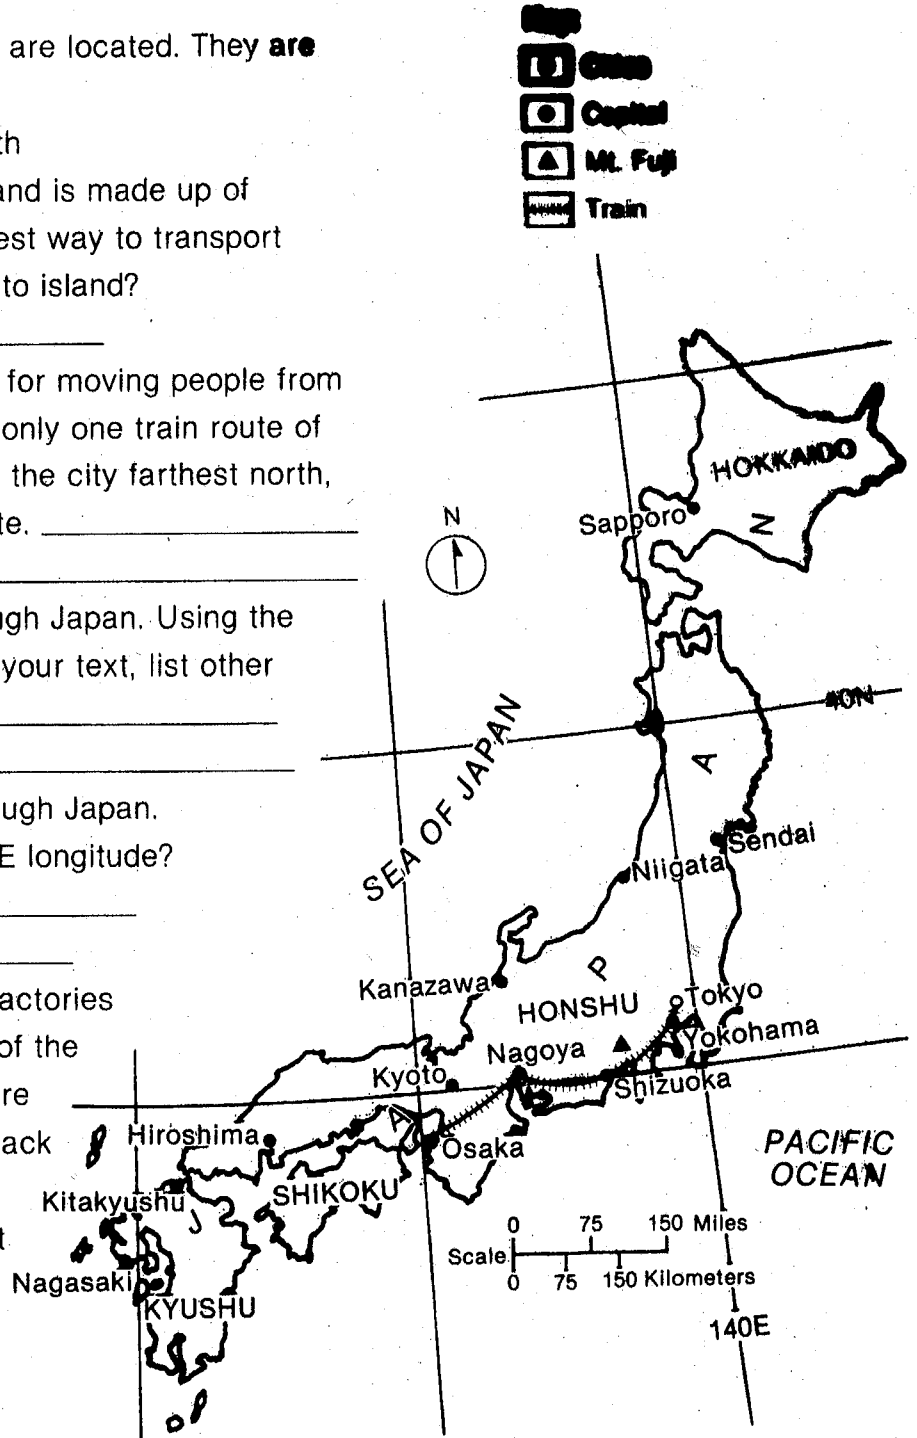 are located. They are
th
and is made up of
est way to transport
to island?
for moving people from
only one train route of
the city farthest north,
te.
ugh Japan. Using the
your text, list other
ugh Japan.
E longitude?
actories
of the
re
ack
t
Keys
Cities
Capital
Mt. Fuji
Train
HOKKAIDO
Sapporo
N
N
40N
SEA OF JAPAN
A
Sendai
Niigata
P
Kanazawa
HONSHU
Tokyo
Yokohama
Nagoya
Kyoto
Shizuoka
A
Hiroshima
Osaka
PACIFIC
OCEAN
SHIKOKU
Kitakyushu
J
Nagasaki
KYUSHU
0 75 150 Miles
Scale
0 75 150 Kilometers
140E